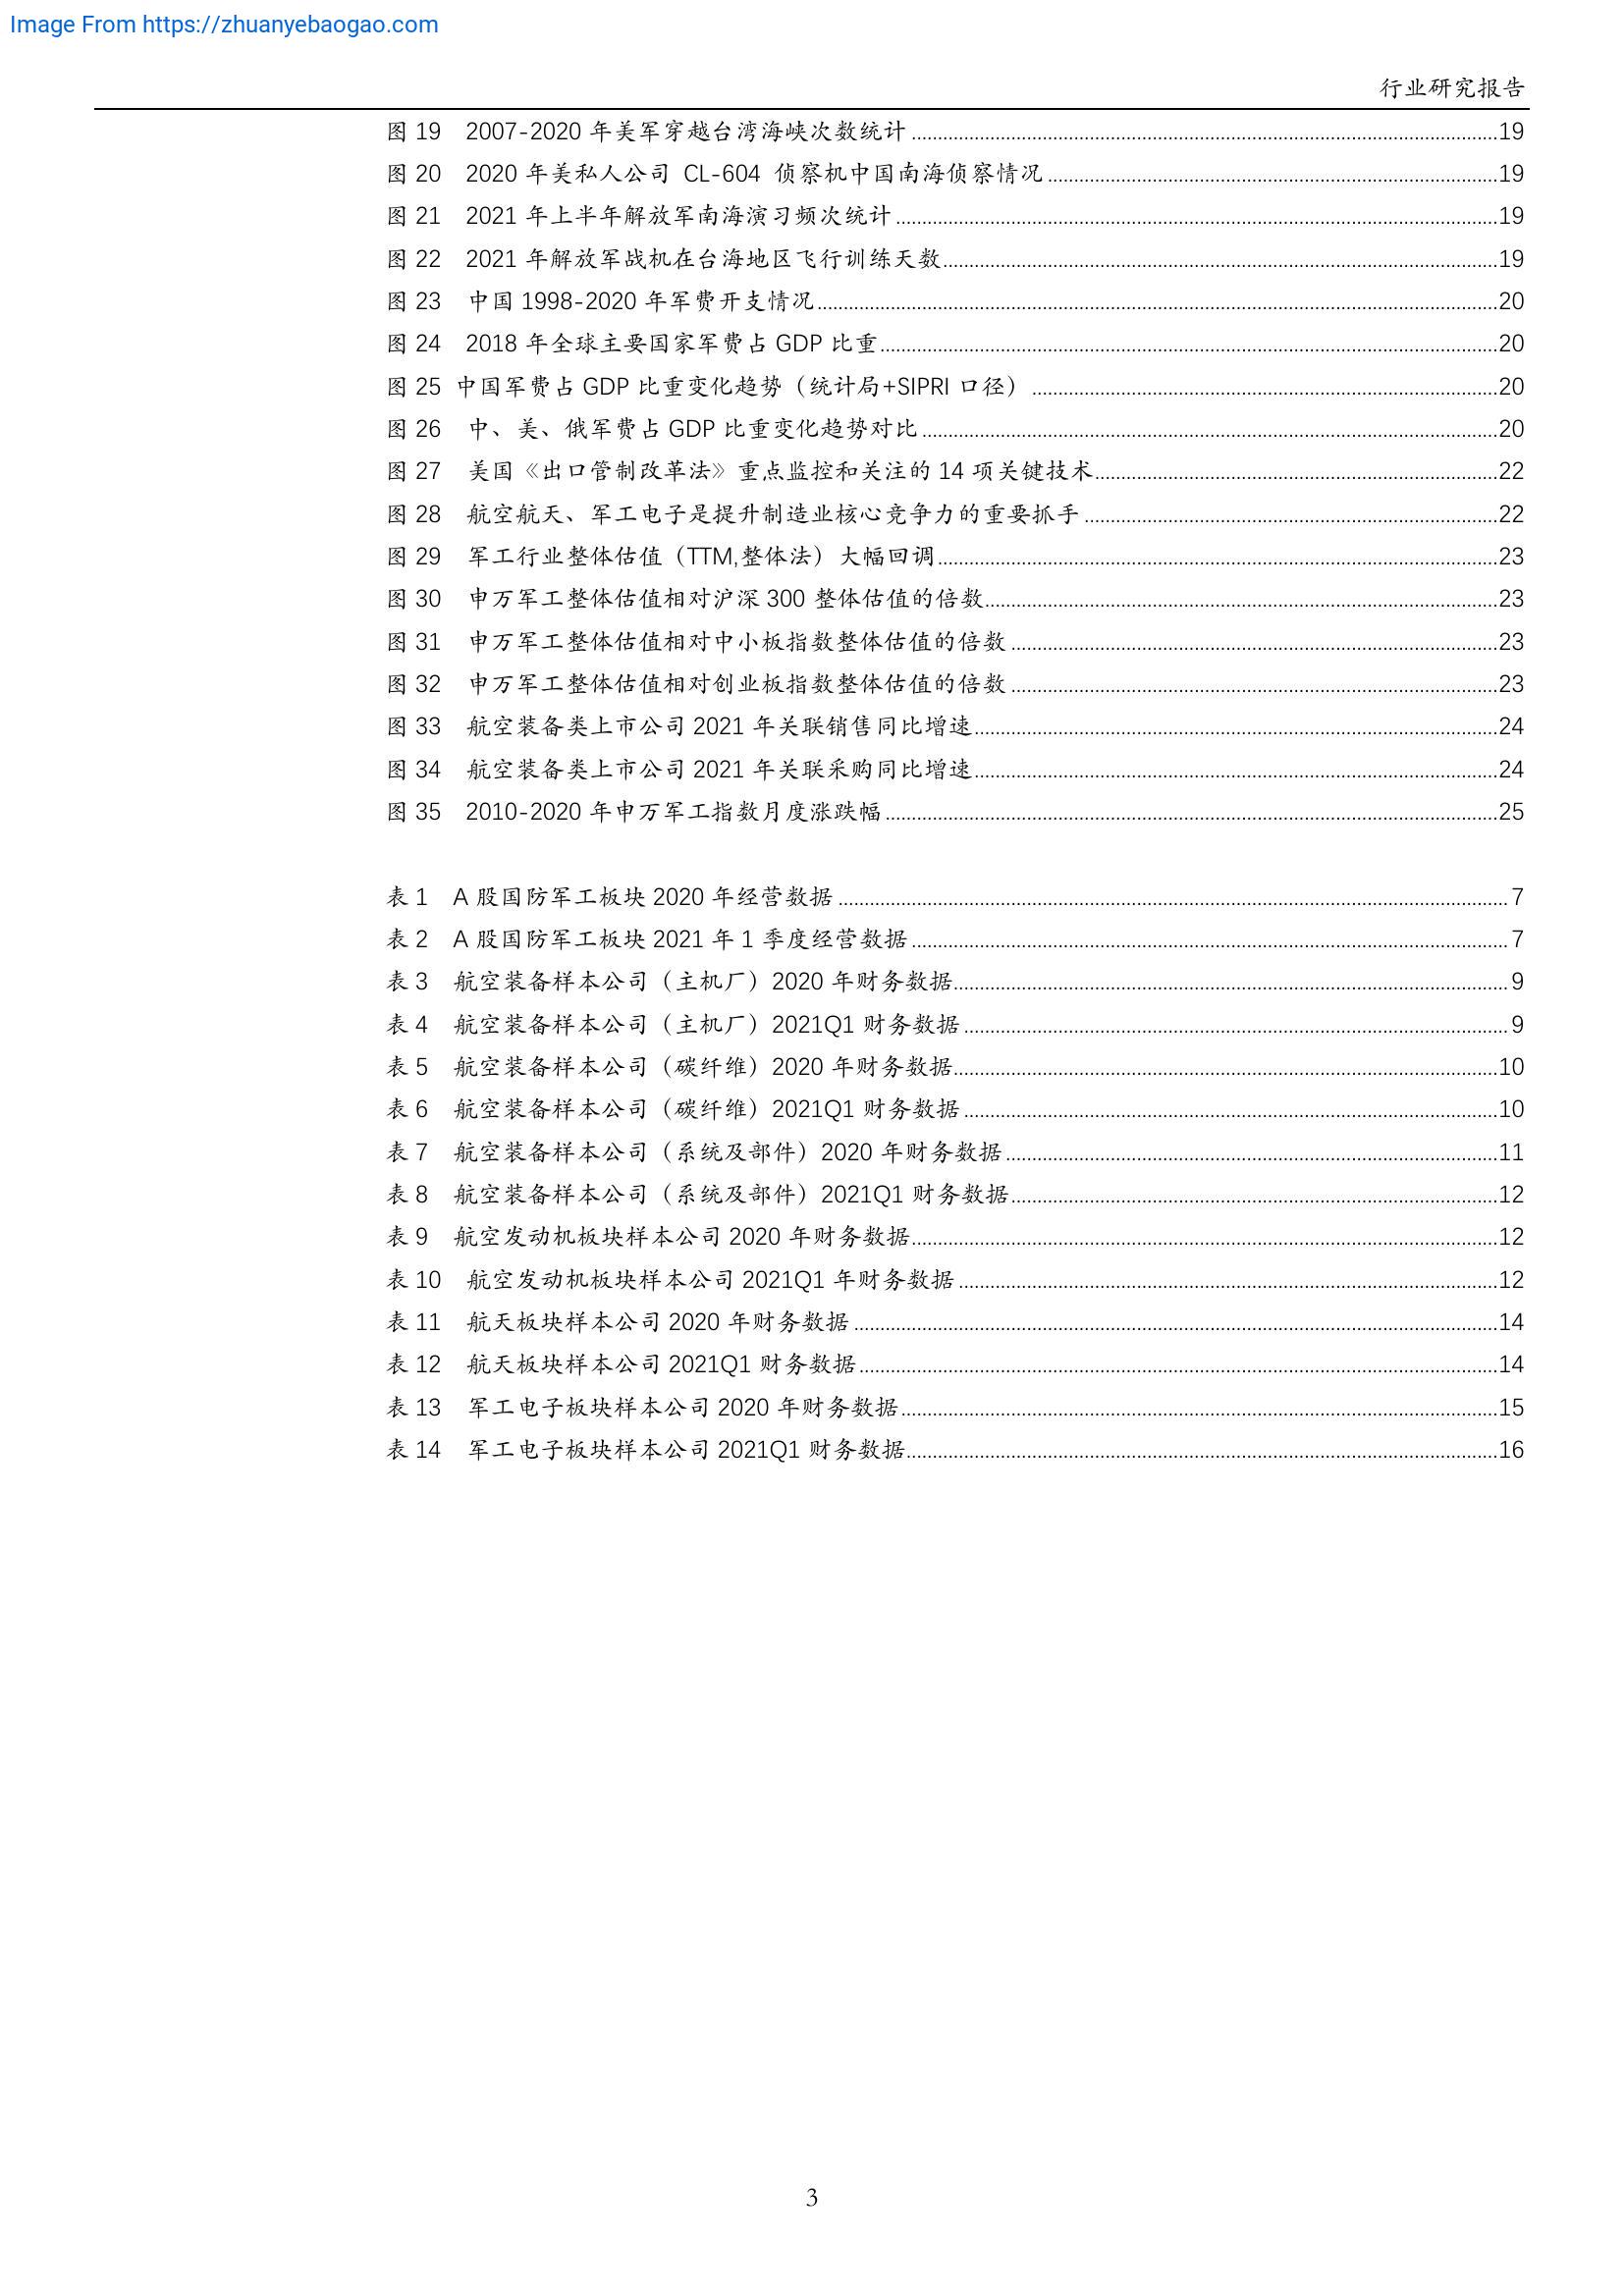 Image From https://zhuanyebaogao.com
行业研究报告
图 19 2007-2020 年美军穿越台湾海峡次数统计 19
图 20 2020 年美私人公司 CL-604 侦察机中国南海侦察情况 19
图 21 2021 年上半年解放军南海演习频次统计 19
图 22 2021 年解放军战机在台海地区飞行训练天数 19
图 23 中国 1998-2020 年军费开支情况 20
图 24 2018 年全球主要国家军费占 GDP 比重 20
图 25 中国军费占 GDP 比重变化趋势（统计局+SIPRI 口径） 20
图 26 中、美、俄军费占 GDP 比重变化趋势对比 20
图 27 美国《出口管制改革法》重点监控和关注的 14 项关键技术 22
图 28 航空航天、军工电子是提升制造业核心竞争力的重要抓手 22
图 29 军工行业整体估值（TTM,整体法）大幅回调 23
图 30 申万军工整体估值相对沪深 300 整体估值的倍数 23
图 31 申万军工整体估值相对中小板指数整体估值的倍数 23
图 32 申万军工整体估值相对创业板指数整体估值的倍数 23
图 33 航空装备类上市公司 2021 年关联销售同比增速 24
图 34 航空装备类上市公司 2021 年关联采购同比增速 24
图 35 2010-2020 年申万军工指数月度涨跌幅 25
表 1 A 股国防军工板块 2020 年经营数据 7
表 2 A 股国防军工板块 2021 年 1 季度经营数据 7
表 3 航空装备样本公司（主机厂）2020 年财务数据 9
表 4 航空装备样本公司（主机厂）2021Q1 财务数据 9
表 5 航空装备样本公司（碳纤维）2020 年财务数据 10
表 6 航空装备样本公司（碳纤维）2021Q1 财务数据 10
表 7 航空装备样本公司（系统及部件）2020 年财务数据 11
表 8 航空装备样本公司（系统及部件）2021Q1 财务数据 12
表 9 航空发动机板块样本公司 2020 年财务数据 12
表 10 航空发动机板块样本公司 2021Q1 年财务数据 12
表 11 航天板块样本公司 2020 年财务数据 14
表 12 航天板块样本公司 2021Q1 财务数据 14
表 13 军工电子板块样本公司 2020 年财务数据 15
表 14 军工电子板块样本公司 2021Q1 财务数据 16
3